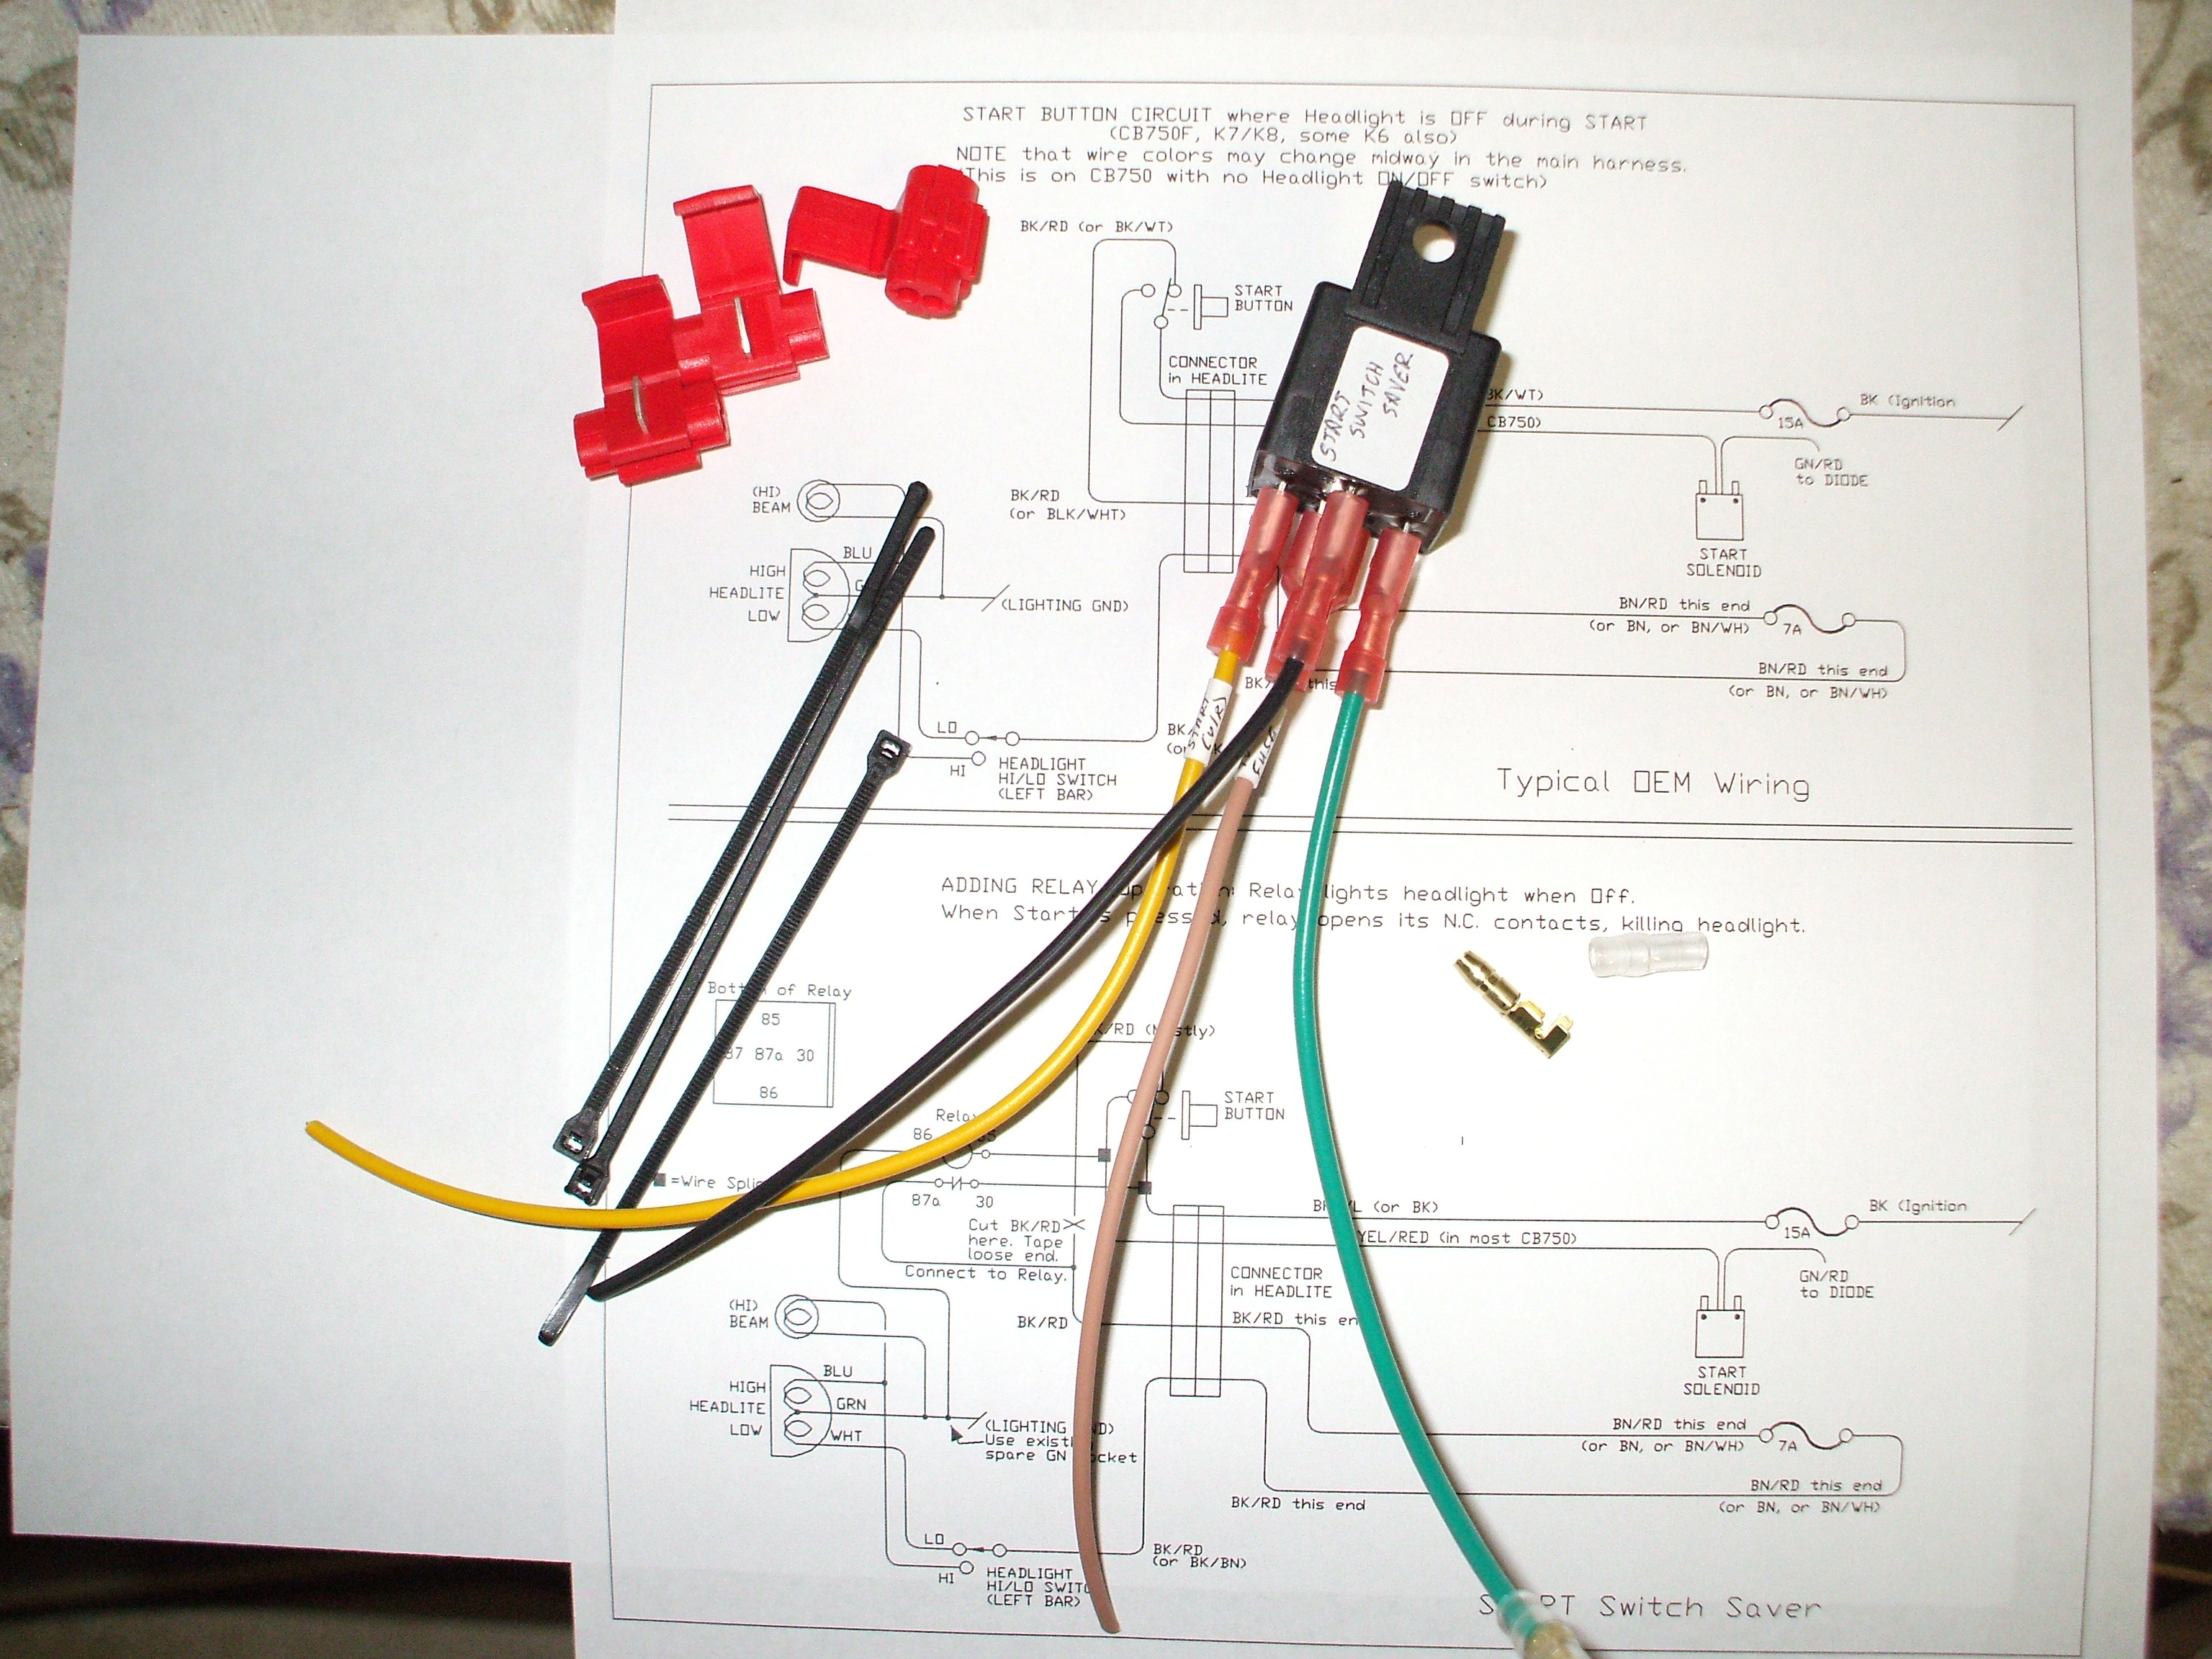 START BUTTON CIRCUIT where Headlight is OFF during START
(CB750F, K7/K8, some K6 also)
NOTE that wire colors may change midway in the main harness.
(This is on CB750 with no Headlight ON/OFF switch)
BK/RD (or BK/WT)
START
BUTTON
CONNECTOR
in HEADLITE
START
SWITCH
SAVER
BK/WT)
CB750)
15A
BK (Ignition
GN/RD
to DIODE
START
SOLENOID
(HI)
BEAM
BK/RD
(or BLK/WHT)
BLU
HIGH
HEADLITE
LOW
(LIGHTING GND)
BN/RD this end
(or BN, or BN/WH)
7A
BN/RD this end
(or BN, or BN/WH)
START
FUSE
LO
HI
HEADLIGHT
HI/LO SWITCH
(LEFT BAR)
Typical OEM Wiring
ADDING RELAY lights headlight when Off.
When Start relay opens its N.C. contacts, killing headlight.
of Relay
85
87 87a 30
86
START
BUTTON
86
=Wire
87a 30
Cut BK/RD
here. Tape
loose end.
Connect to Relay.
(or BK)
YEL/RED (in most CB750)
15A
BK (Ignition
GN/RD
to DIODE
START
SOLENOID
CONNECTOR
in HEADLITE
(HI)
BEAM
BK/RD
BK/RD this
BLU
HIGH
HEADLITE
LOW
GRN
WHT
(LIGHTING
Use
spare GN
BN/RD this end
(or BN, or BN/WH)
7A
BN/RD this end
(or BN, or BN/WH)
BK/RD this end
LO
HI
HEADLIGHT
HI/LO
(LEFT BAR)
BK/RD
(or BK/BN)
Switch Saver